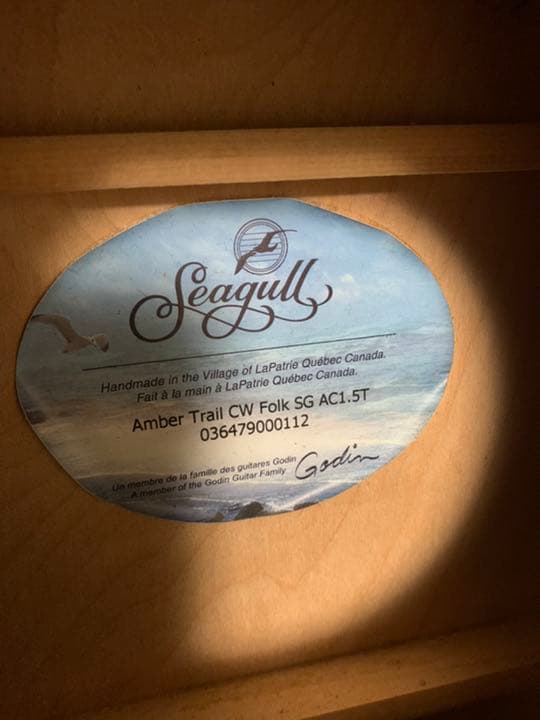 Seagull
Handmade in the Village of LaPatrie Québec Canada.
Fait à la main à LaPatrie Québec Canada.
Amber Trail CW Folk SG AC1.5T
036479000112
Un membre de la famille des guitares Godin
A member of the Godin Guitar Family
Godin